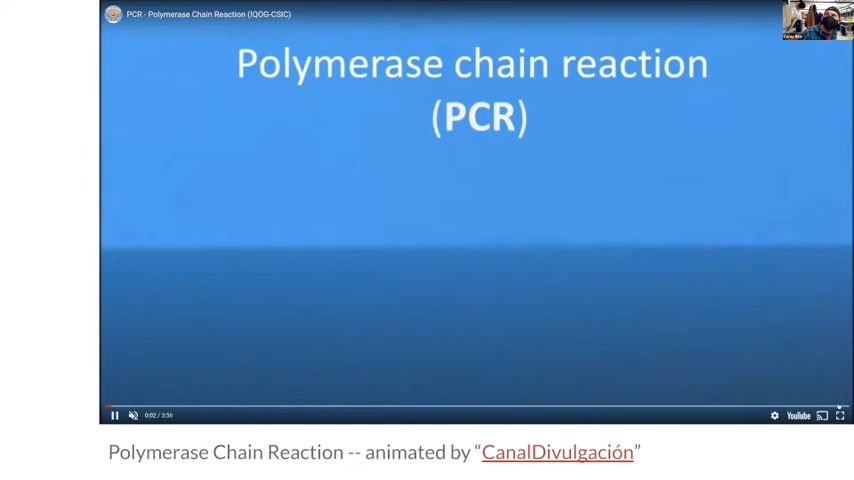 PCR - Polymerase Chain Reaction (IQOG-CSIC)
Polymerase chain reaction
(PCR)
0:02 / 3:56
YouTube
Polymerase Chain Reaction -- animated by “CanalDivulgación”